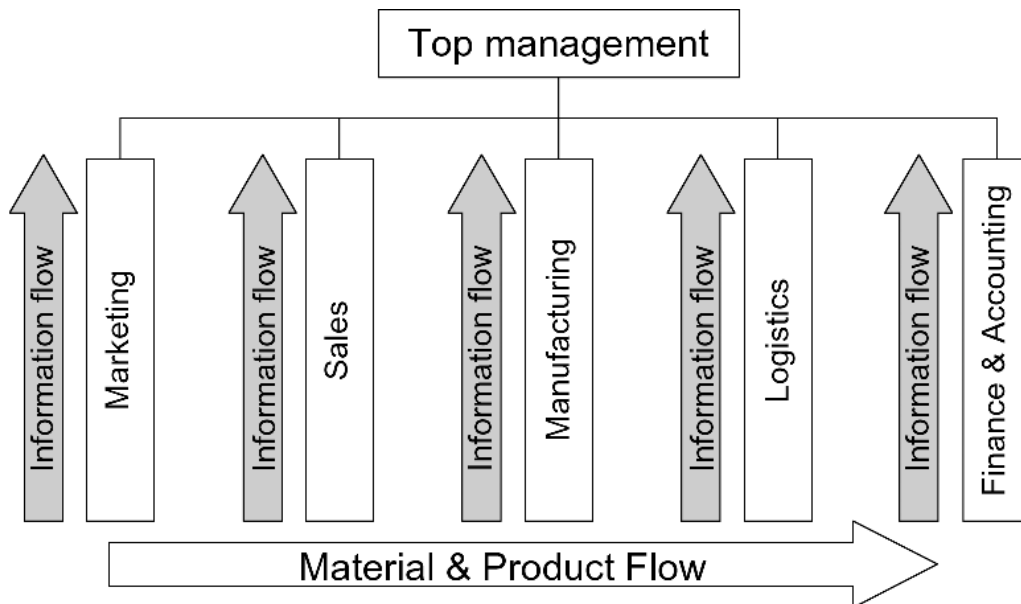 Top management
Information flow
Marketing
Information flow
Sales
Information flow
Manufacturing
Information flow
Logistics
Information flow
Finance & Accounting
Material & Product Flow